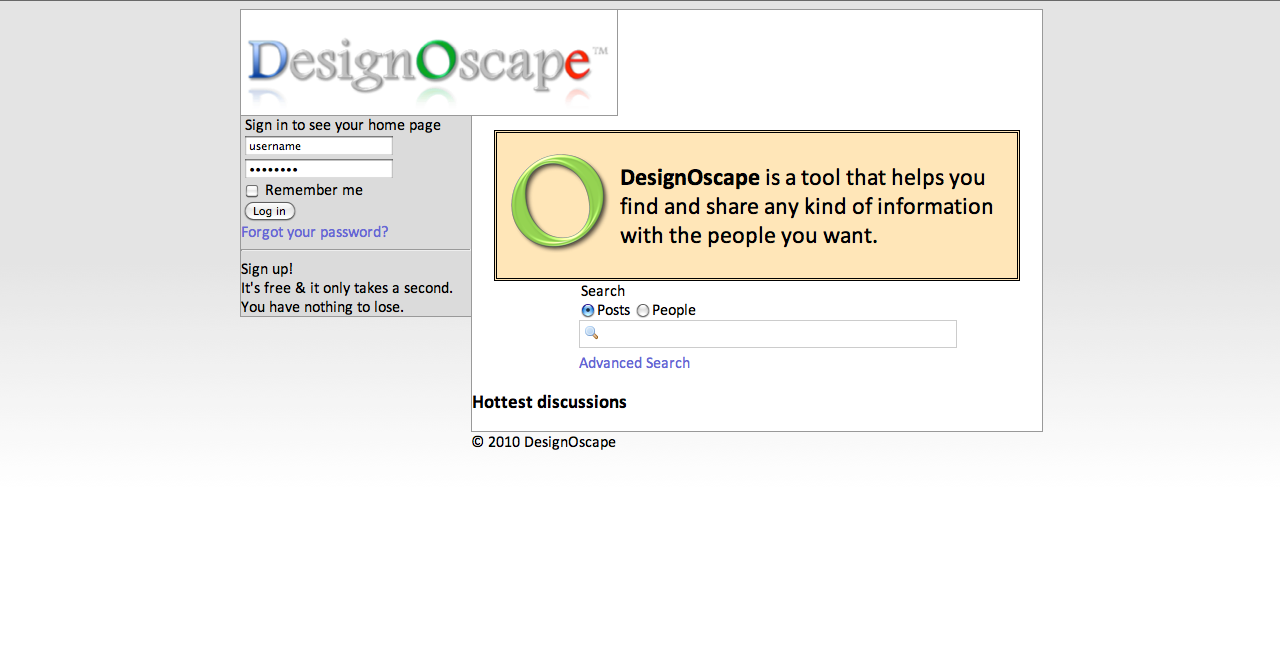 DesignOscape™
Sign in to see your home page
username
••••••••
Remember me
Log in
Forgot your password?
Sign up!
It's free & it only takes a second.
You have nothing to lose.
DesignOscape is a tool that helps you
find and share any kind of information
with the people you want.
Search
Posts People
Advanced Search
Hottest discussions
© 2010 DesignOscape